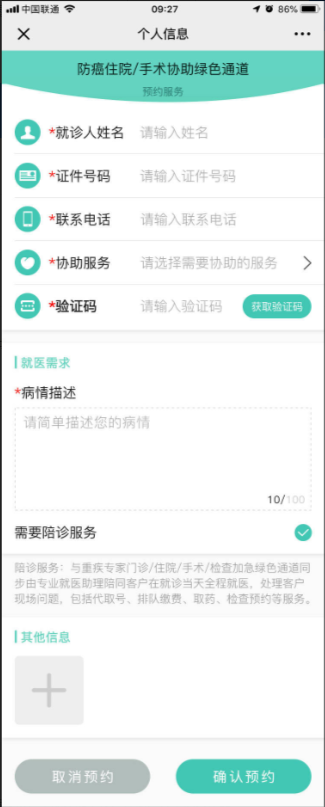 中国联通 09:27 86%
个人信息
防癌住院/手术协助绿色通道
预约服务
*就诊人姓名 请输入姓名
*证件号码 请输入证件号码
*联系电话 请输入联系电话
*协助服务 请选择需要协助的服务
*验证码 请输入验证码 获取验证码
就医需求
*病情描述
请简单描述您的病情
10/100
需要陪诊服务
陪诊服务：与重疾专家门诊/住院/手术/检查加急绿色通道同
步由专业就医助理陪同客户在就诊当天全程就医，处理客户
现场问题，包括代取号、排队缴费、取药、检查预约等服务。
其他信息
取消预约 确认预约